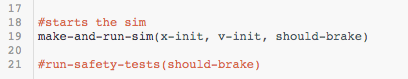 17
18 #starts the sim
19 make-and-run-sim(x-init, v-init, should-brake)
20
21 #run-safety-tests(should-brake)